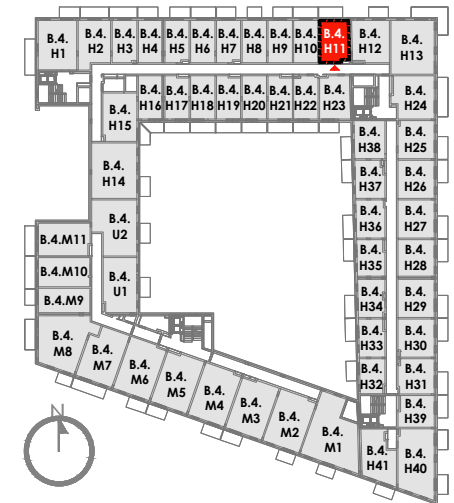 B.4.
H1
B.4.
H2
B.4.
H3
B.4.
H4
B.4.
H5
B.4.
H6
B.4.
H7
B.4.
H8
B.4.
H9
B.4.
H10
B.4.
H11
B.4.
H12
B.4.
H13
B.4.
H16
B.4.
H17
B.4.
H18
B.4.
H19
B.4.
H20
B.4.
H21
B.4.
H22
B.4.
H23
B.4.
H24
B.4.
H15
B.4.
H38
B.4.
H25
B.4.
H14
B.4.
H37
B.4.
H26
B.4.
U2
B.4.
H36
B.4.
H27
B.4.M11
B.4.
H35
B.4.
H28
B.4.M10
B.4.
U1
B.4.
H34
B.4.
H29
B.4.M9
B.4.
H33
B.4.
H30
B.4.
M8
B.4.
M7
B.4.
M6
B.4.
M5
B.4.
M4
B.4.
M3
B.4.
M2
B.4.
M1
B.4.
H32
B.4.
H31
B.4.
H39
B.4.
H41
B.4.
H40
N